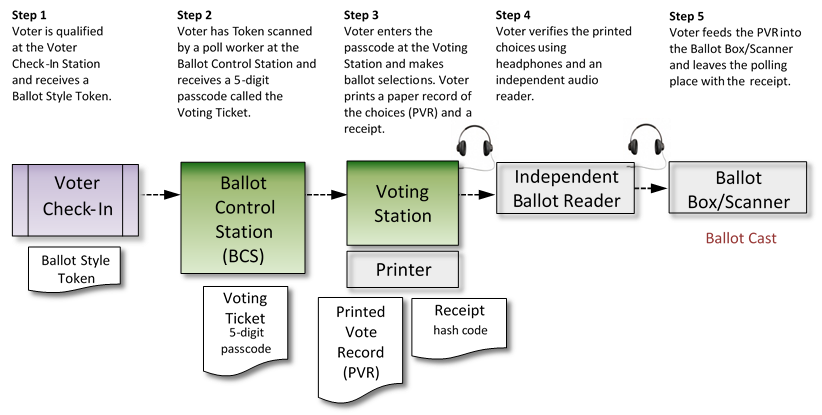 Step 1
Voter is qualified
at the Voter
Check-In Station
and receives a
Ballot Style Token.
Step 2
Voter has Token scanned
by a poll worker at the
Ballot Control Station and
receives a 5-digit
passcode called the
Voting Ticket.
Step 3
Voter enters the
passcode at the Voting
Station and makes
ballot selections. Voter
prints a paper record of
the choices (PVR) and a
receipt.
Step 4
Voter verifies the printed
choices using
headphones and an
independent audio
reader.
Step 5
Voter feeds the PVR into
the Ballot Box/Scanner
and leaves the polling
place with the receipt.
Voter
Check-In
Ballot Style
Token
Ballot
Control
Station
(BCS)
Voting
Ticket
5-digit
passcode
Voting
Station
Printer
Printed
Vote
Record
(PVR)
Receipt
hash code
Independent
Ballot Reader
Ballot
Box/Scanner
Ballot Cast